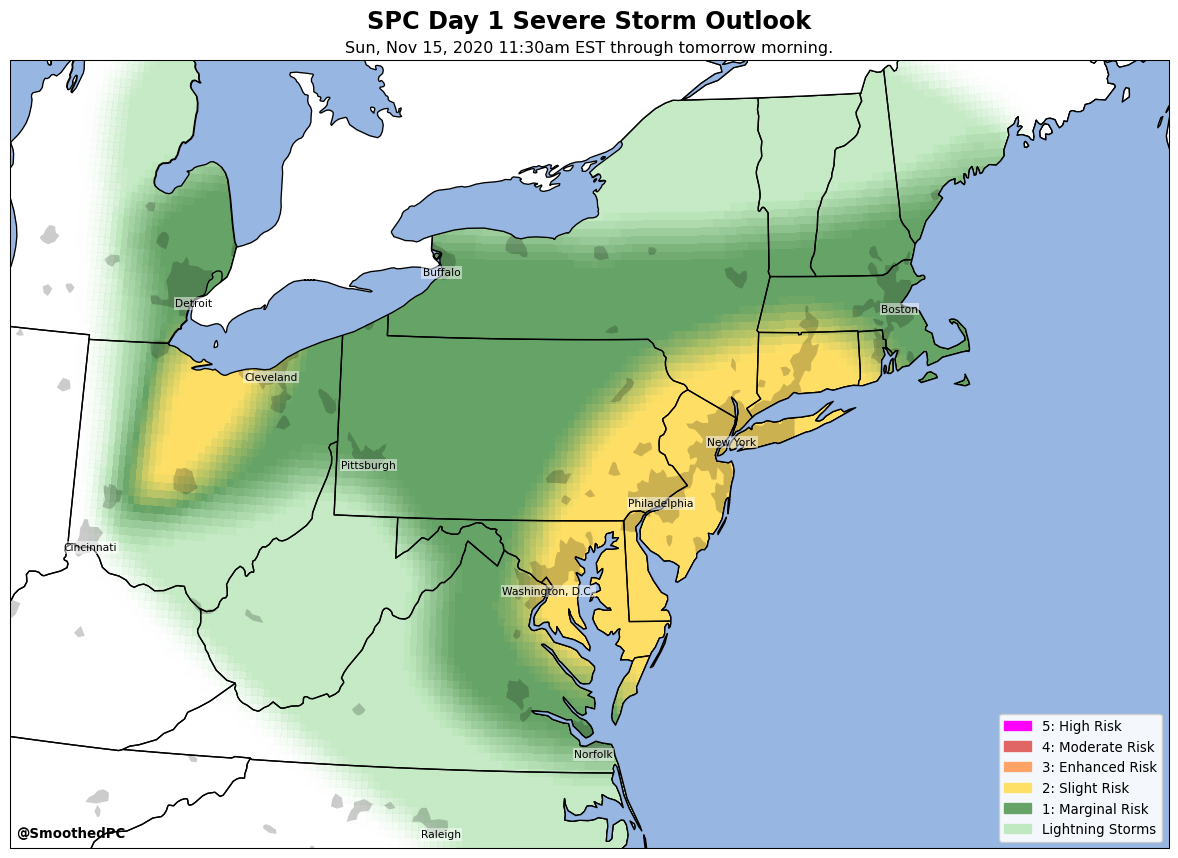 SPC Day 1 Severe Storm Outlook
Sun, Nov 15, 2020 11:30am EST through tomorrow morning.
Buffalo
Detroit
Boston
Cleveland
New York
Pittsburgh
Philadelphia
Cincinnati
Washington, D.C.
Norfolk
Raleigh
5: High Risk
4: Moderate Risk
3: Enhanced Risk
2: Slight Risk
1: Marginal Risk
Lightning Storms
@SmoothedPC